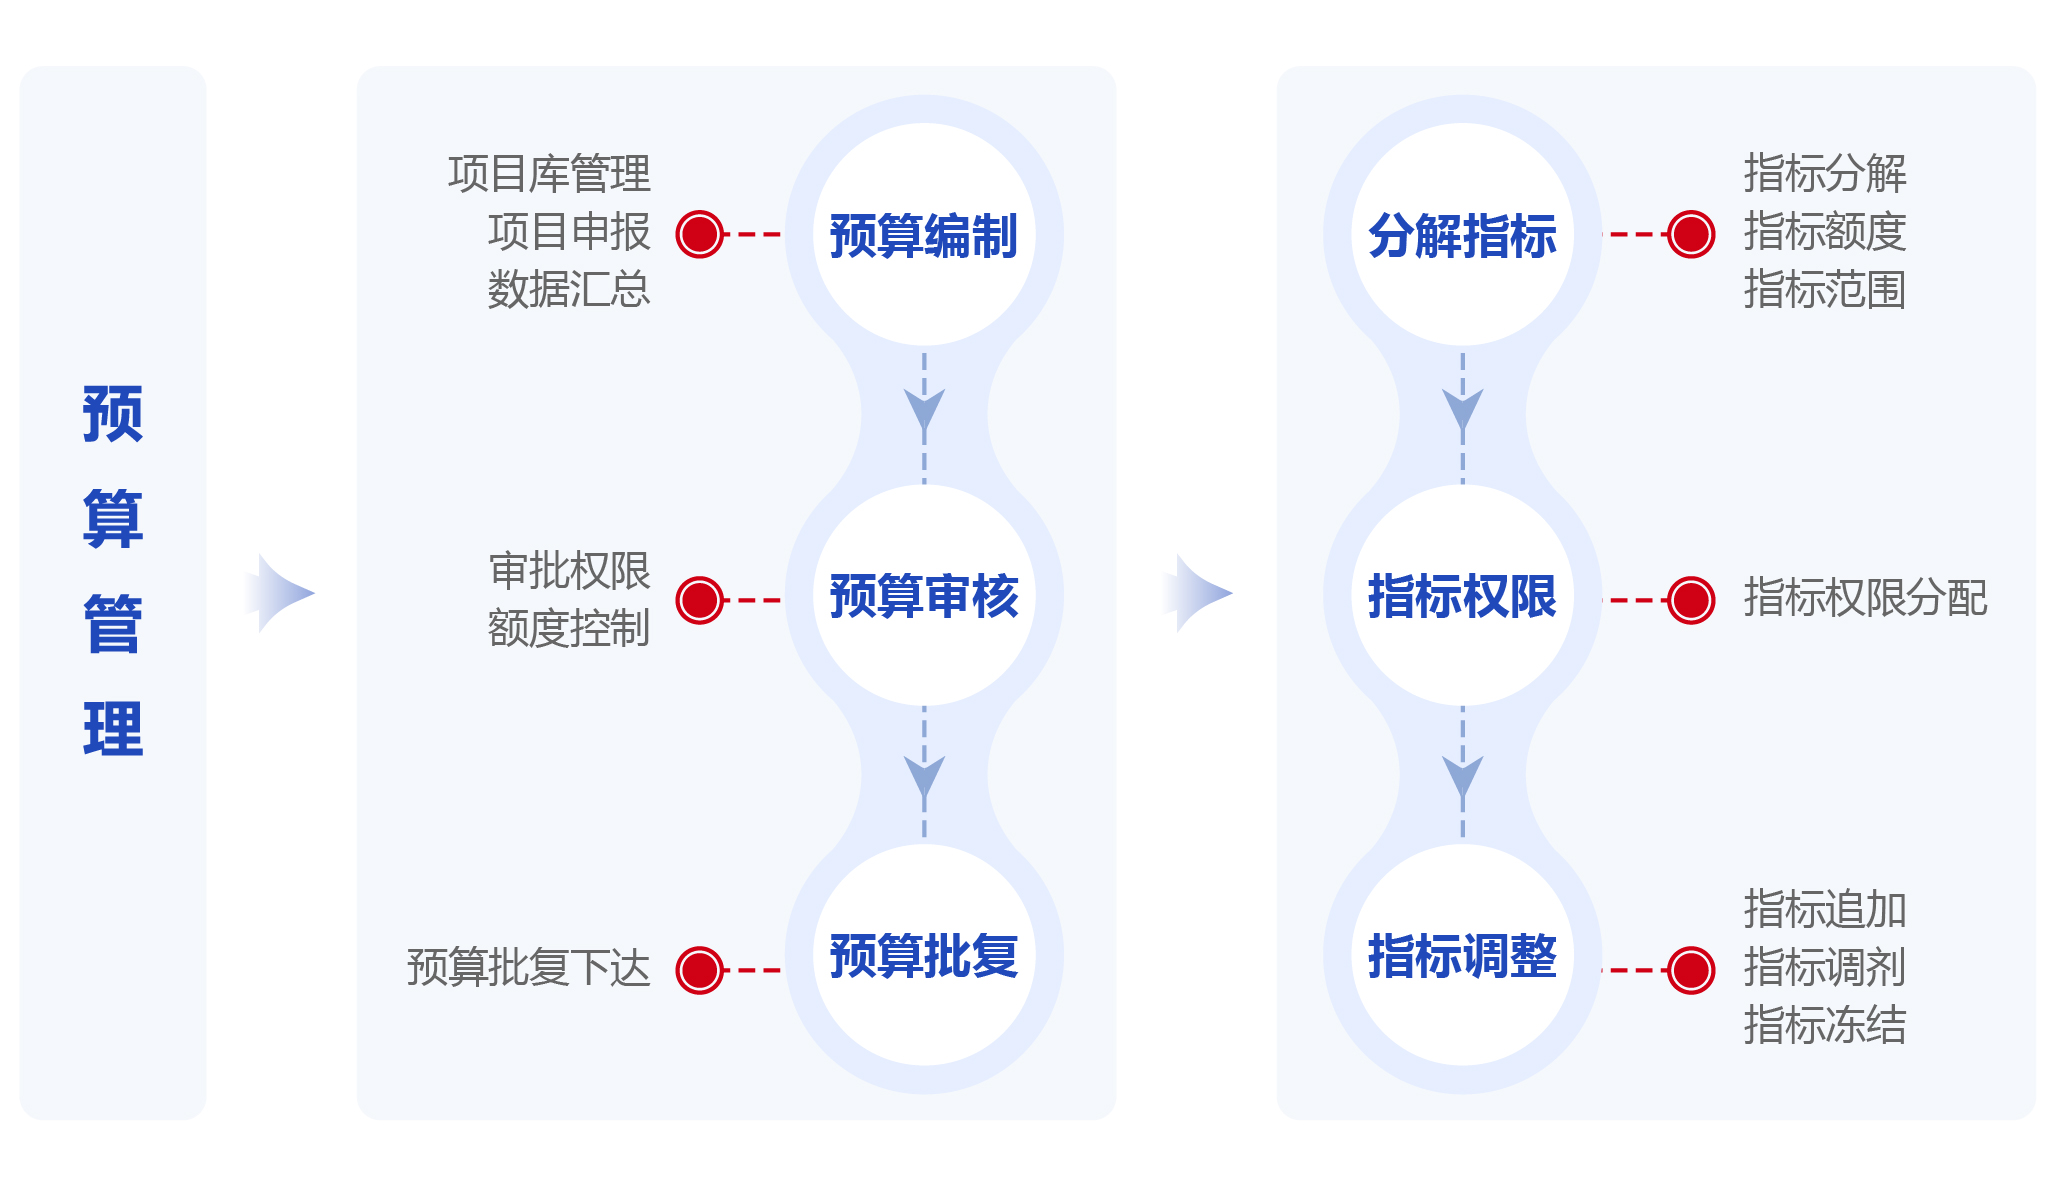 预
算
管
理
项目库管理
项目申报
数据汇总
预算编制
审批权限
额度控制
预算审核
预算批复下达
预算批复
分解指标
指标分解
指标额度
指标范围
指标权限
指标权限分配
指标调整
指标追加
指标调剂
指标冻结